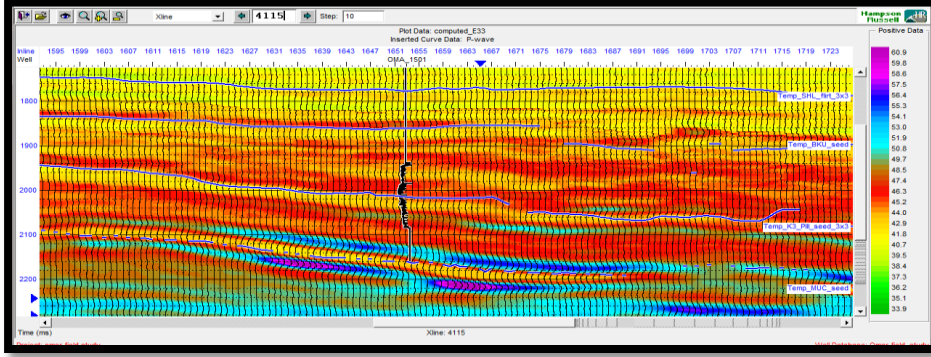 Xline 4115 Step: 10
Hampson Russell HR
Plot Data: computed_E33
Inserted Curve Data: P-wave
Positive Data
Inline 1595 1599 1603 1607 1611 1615 1619 1623 1627 1631 1635 1639 1643 1647 1651 1655 1659 1663 1667 1671 1675 1679 1683 1687 1691 1695 1699 1703 1707 1711 1715 1719 1723
Well OMA_1501
1800
1900
2000
2100
2200
Temp_SHL_flrt_3x3
Temp_BKU_seed
Temp_K3_Pill_seed_3x3
Temp_MUC_seed
60.9
59.8
58.6
57.5
56.4
55.3
54.1
53.0
51.9
50.8
49.7
48.5
47.4
46.3
45.2
44.0
42.9
41.8
40.7
39.5
38.4
37.3
36.2
35.1
33.9
Time (ms) Xline: 4115